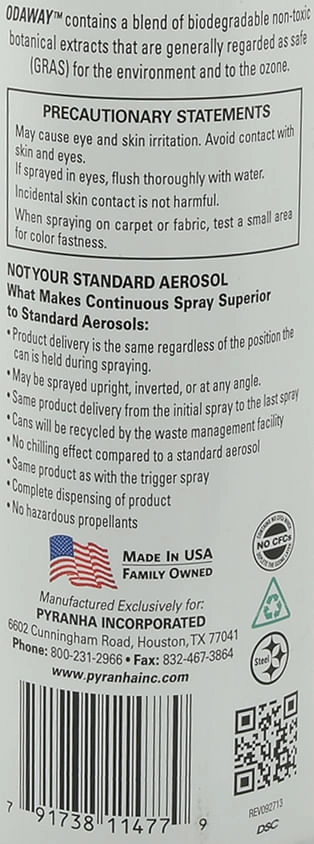 ODAWAY™ contains a blend of biodegradable non-toxic
botanical extracts that are generally regarded as safe
(GRAS) for the environment and to the ozone.
PRECAUTIONARY STATEMENTS
May cause eye and skin irritation. Avoid contact with
skin and eyes.
If sprayed in eyes, flush thoroughly with water.
Incidental skin contact is not harmful.
When spraying on carpet or fabric, test a small area
for color fastness.
NOT YOUR STANDARD AEROSOL
What Makes Continuous Spray Superior
to Standard Aerosols:
• Product delivery is the same regardless of the position the
can is held during spraying.
• May be sprayed upright, inverted, or at any angle.
• Same product delivery from the initial spray to the last spray
• Cans will be recycled by the waste management facility
• No chilling effect compared to a standard aerosol
• Same product as with the trigger spray
• Complete dispensing of product
• No hazardous propellants
MADE IN USA
FAMILY OWNED
NO CFCs
Manufactured Exclusively for:
PYRANHA INCORPORATED
6602 Cunningham Road, Houston, TX 77041
Phone: 800-231-2966 • Fax: 832-467-3864
www.pyranhainc.com
Steel
7 91738 11477 9
REV092713
DSC